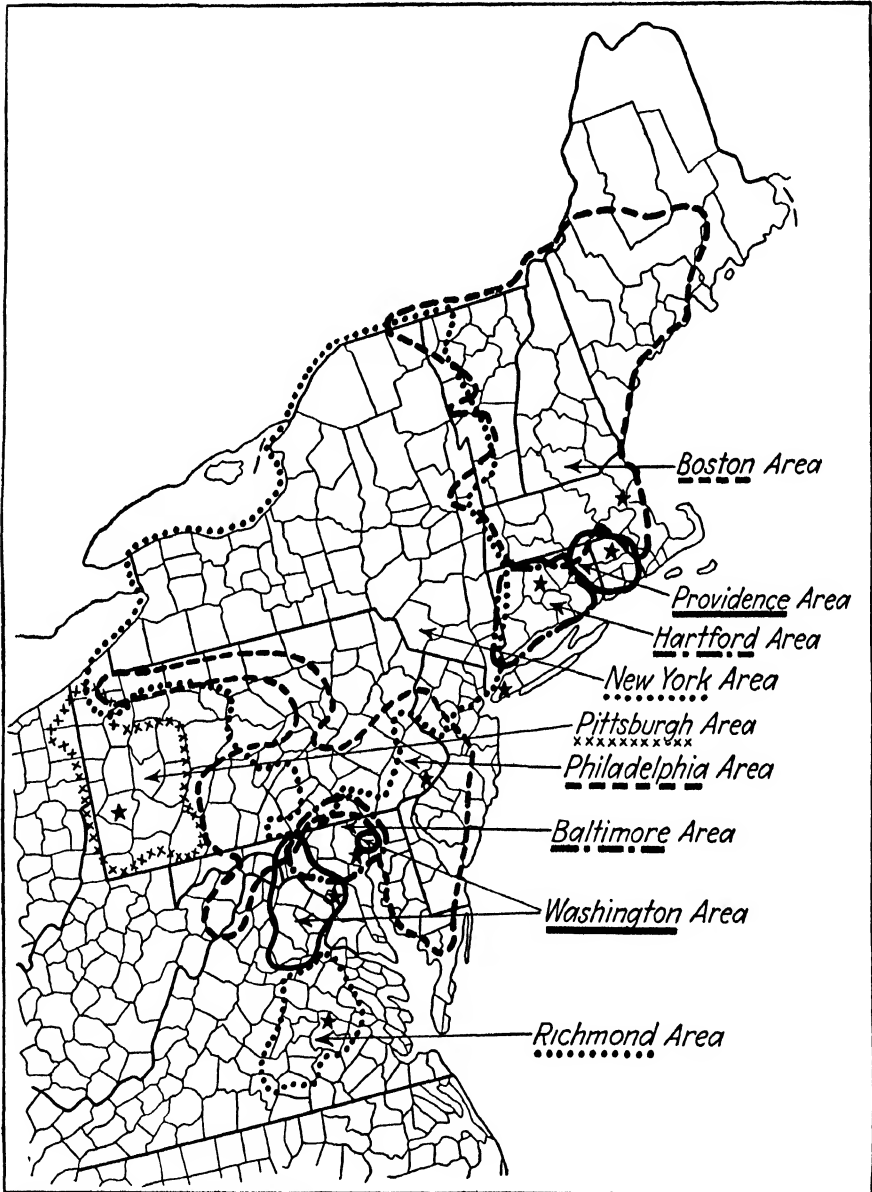 Boston Area
Providence Area
Hartford Area
New York Area
Pittsburgh Area
Philadelphia Area
Baltimore Area
Washington Area
Richmond Area